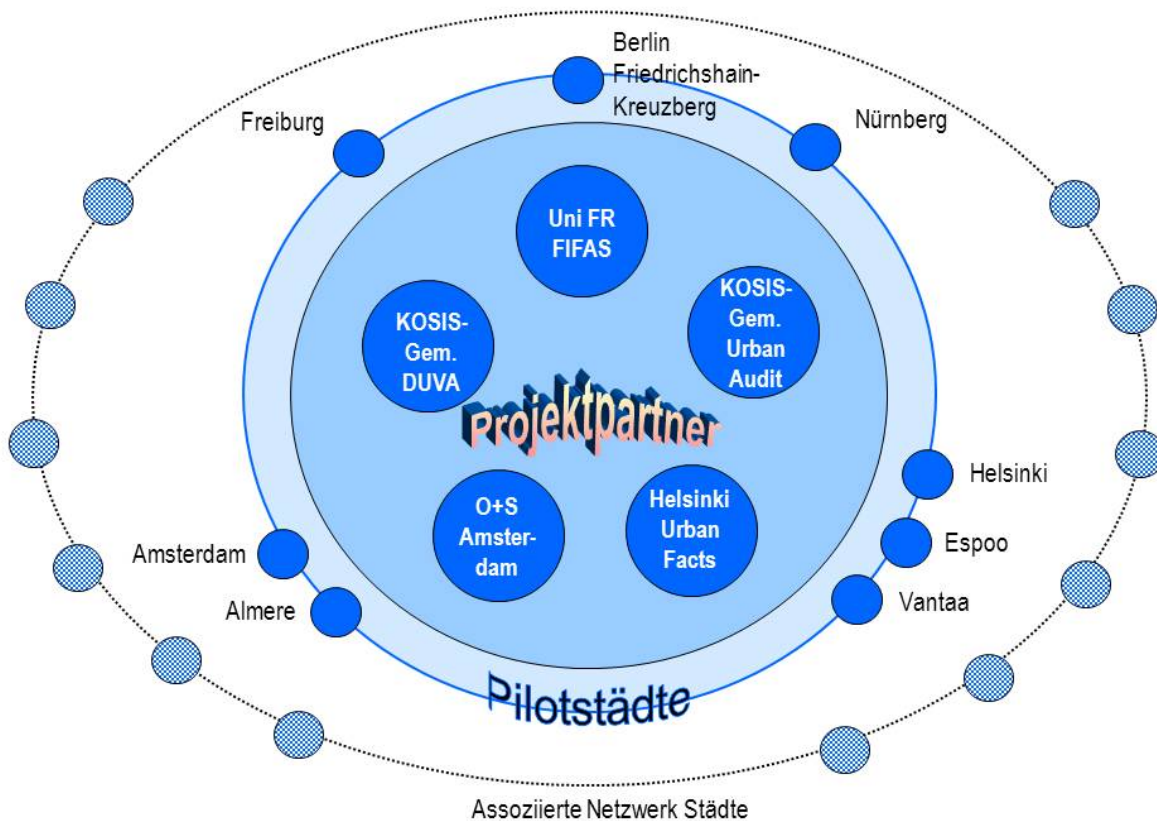 Berlin
Friedrichshain-
Kreuzberg
Freiburg
Nürnberg
Uni FR
FIFAS
KOSIS-
Gem.
DUVA
KOSIS-
Gem.
Urban
Audit
Projektpartner
O+S
Amster-
dam
Helsinki
Urban
Facts
Helsinki
Espoo
Vantaa
Amsterdam
Almere
Pilotstädte
Assoziierte Netzwerk Städte